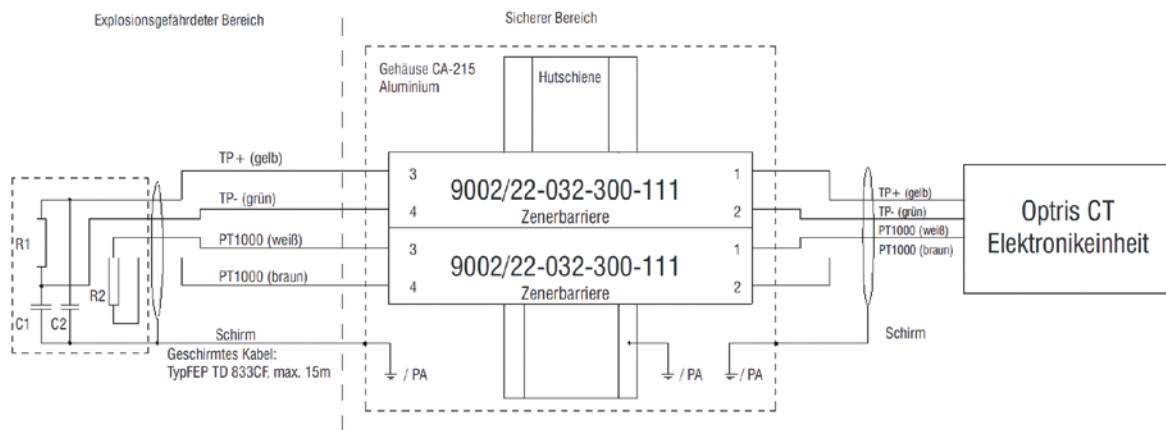 Explosionsgefährdeter Bereich
Sicherer Bereich
Gehäuse CA-215
Aluminium
Hutschiene
TP+ (gelb)
TP- (grün)
PT1000 (weiß)
PT1000 (braun)
3
4
3
4
9002/22-032-300-111
Zenerbarriere
9002/22-032-300-111
Zenerbarriere
1
2
1
2
TP+ (gelb)
TP- (grün)
PT1000 (weiß)
PT1000 (braun)
Optris CT
Elektronikeinheit
R1
R2
C1
C2
Schirm
Geschirmtes Kabel:
TypFEP TD 833CF, max. 15m
/ PA
/ PA
/ PA
Schirm